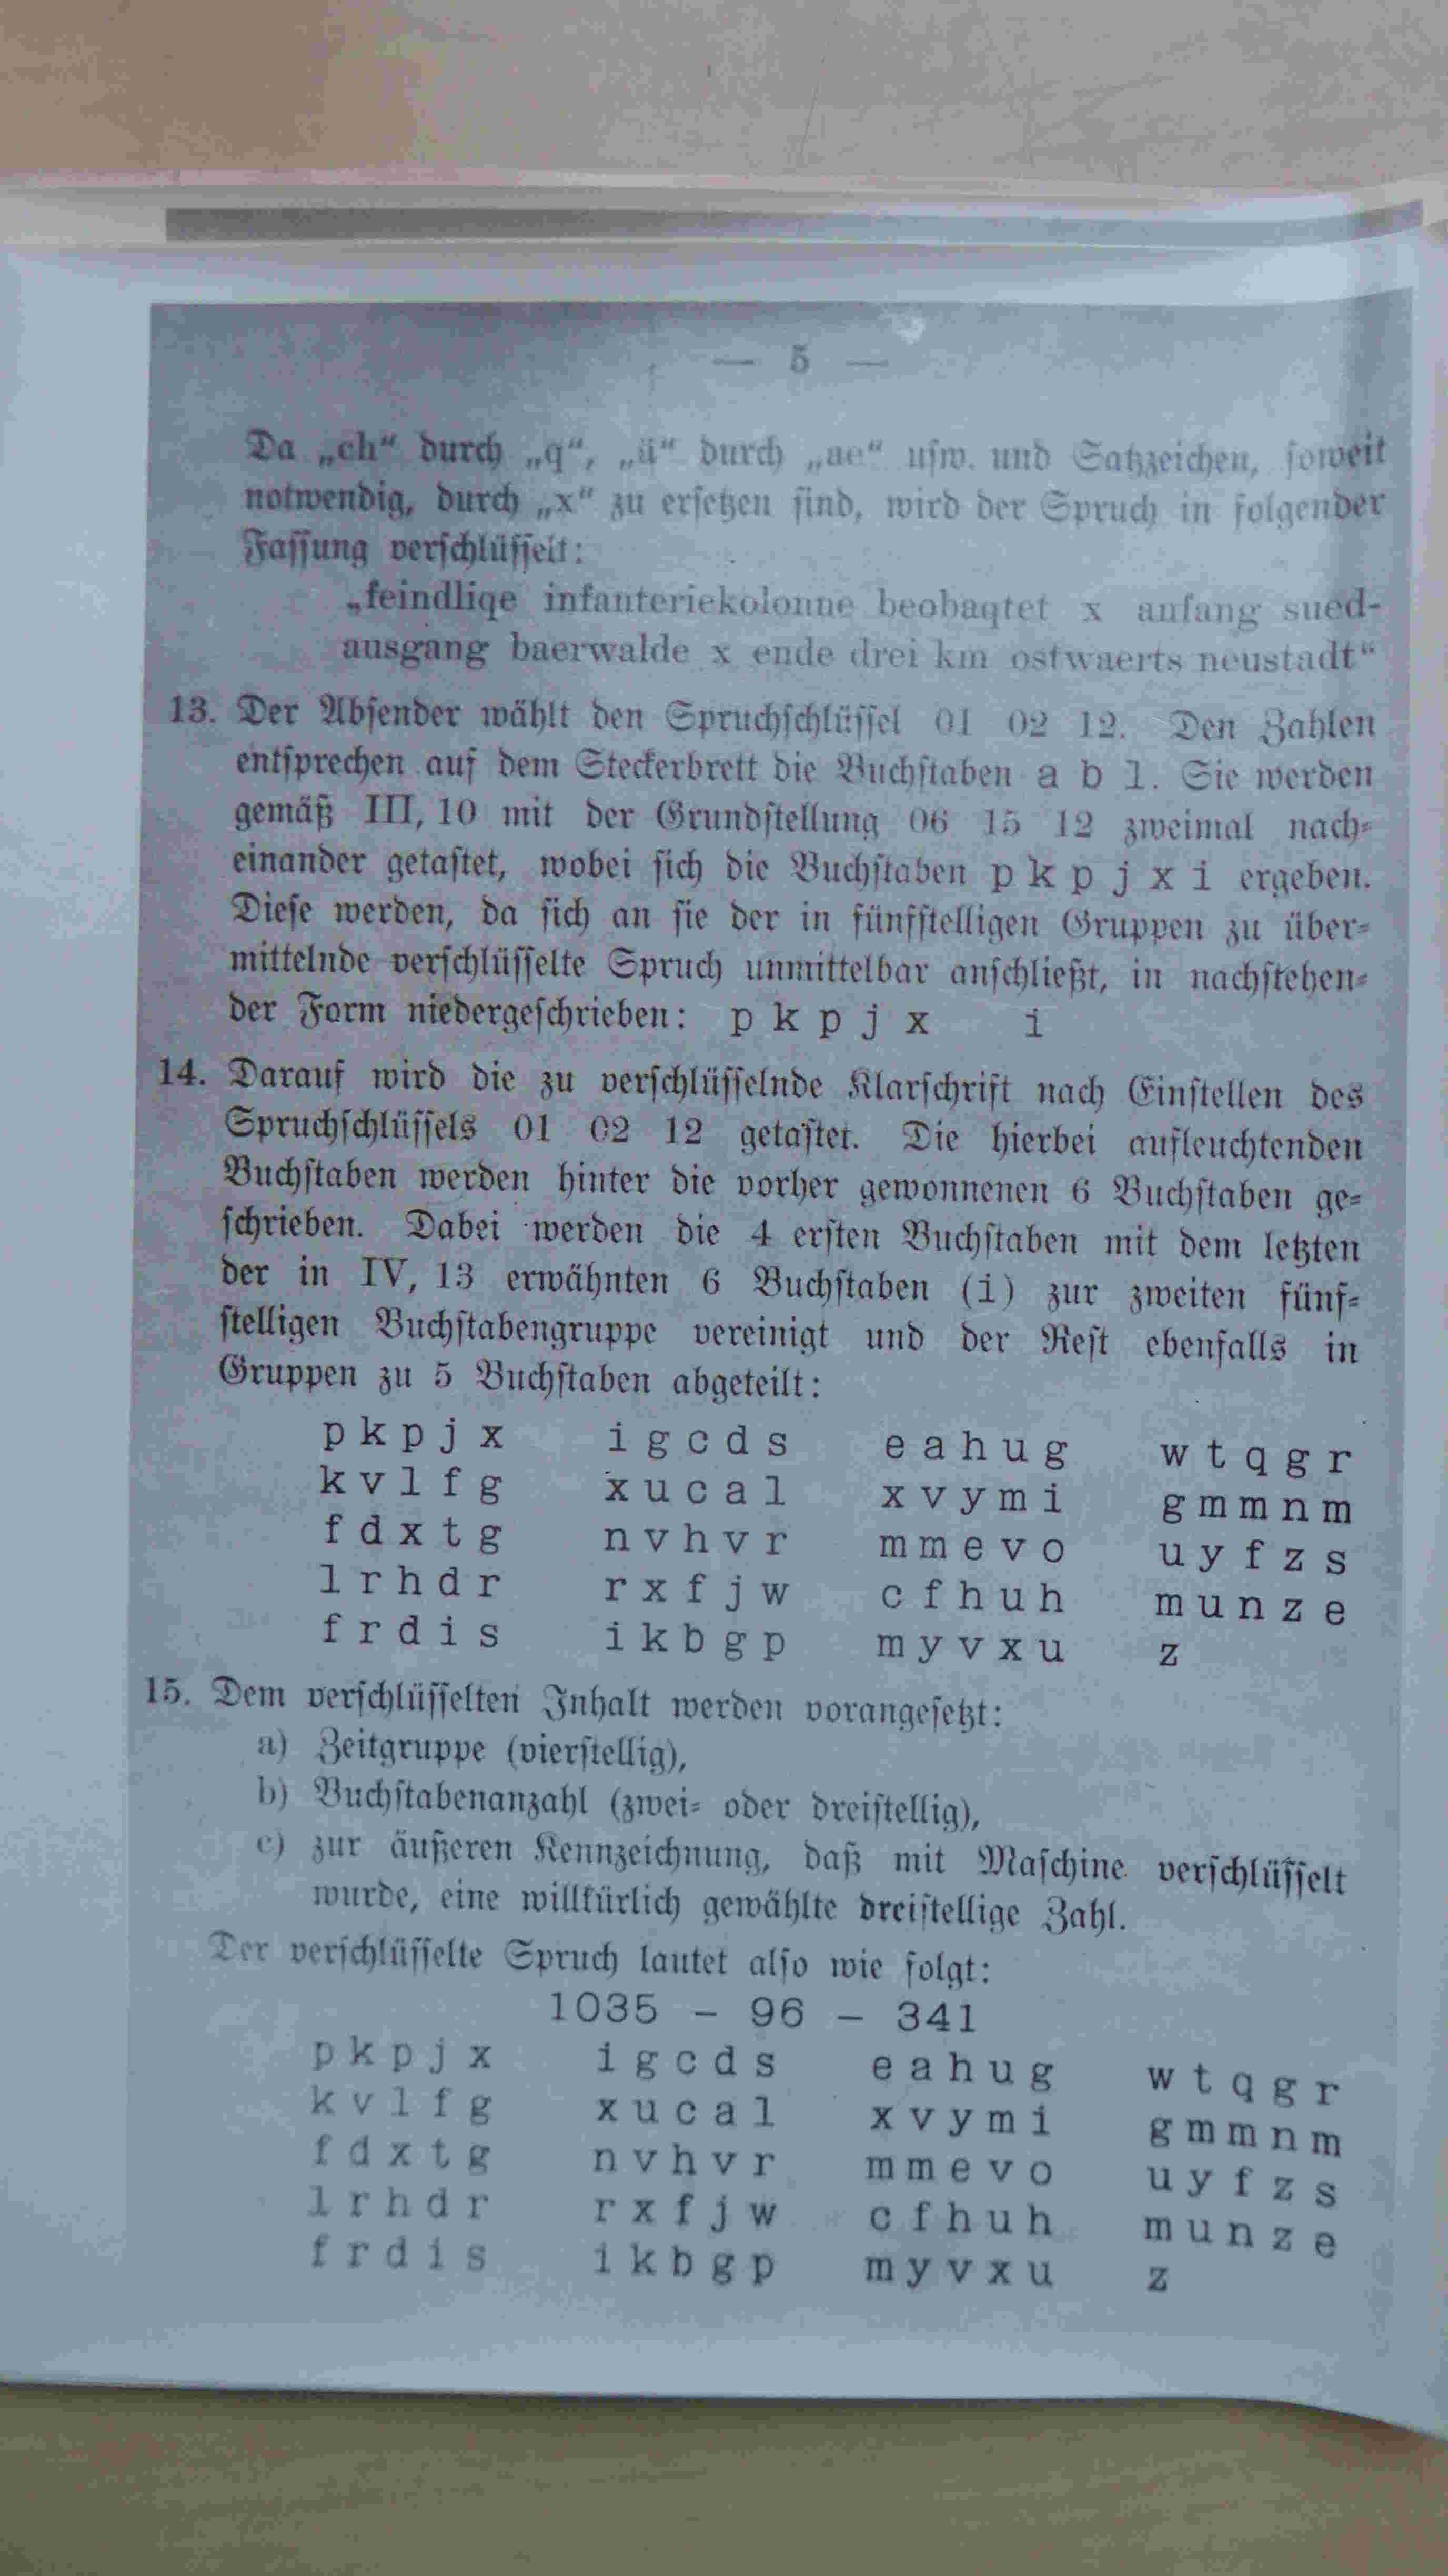 — 5 —
Da „ch“ durch „q“, „ä“ durch „ae“ usw. und Satzzeichen, soweit
notwendig, durch „x“ zu ersetzen sind, wird der Spruch in folgender
Fassung verschlüsselt:
„feindliqe infanteriekolonne beobaqtet x anfang sued-
ausgang baerwalde x ende drei km ostwaerts neustadt“
13. Der Absender wählt den Spruchschlüssel 01 02 12. Den Zahlen
entsprechen auf dem Steckerbrett die Buchstaben a b l. Sie werden
gemäß III, 10 mit der Grundstellung 06 15 12 zweimal nach-
einander getastet, wobei sich die Buchstaben p k p j x i ergeben.
Diese werden, da sich an sie der in fünfstelligen Gruppen zu über-
mittelnde verschlüsselte Spruch unmittelbar anschließt, in nachstehen-
der Form niedergeschrieben: p k p j x i
14. Darauf wird die zu verschlüsselnde Klarschrift nach Einstellen des
Spruchschlüssels 01 02 12 getastet. Die hierbei aufleuchtenden
Buchstaben werden hinter die vorher gewonnenen 6 Buchstaben ge-
schrieben. Dabei werden die 4 ersten Buchstaben mit dem letzten
der in IV, 13 erwähnten 6 Buchstaben (i) zur zweiten fünf-
stelligen Buchstabengruppe vereinigt und der Rest ebenfalls in
Gruppen zu 5 Buchstaben abgeteilt:
p k p j x i g c d s e a h u g w t q g r
k v l f g x u c a l x v y m i g m m n m
f d x t g n v h v r m m e v o u y f z s
l r h d r r x f j w c f h u h m u n z e
f r d i s i k b g p m y v x u z
15. Dem verschlüsselten Inhalt werden vorangesetzt:
a) Zeitgruppe (vierstellig),
b) Buchstabenanzahl (zwei- oder dreistellig),
c) zur äußeren Kennzeichnung, daß mit Maschine verschlüsselt
wurde, eine willkürlich gewählte dreistellige Zahl.
Der verschlüsselte Spruch lautet also wie folgt:
1035 – 96 – 341
p k p j x i g c d s e a h u g w t q g r
k v l f g x u c a l x v y m i g m m n m
f d x t g n v h v r m m e v o u y f z s
l r h d r r x f j w c f h u h m u n z e
f r d i s i k b g p m y v x u z